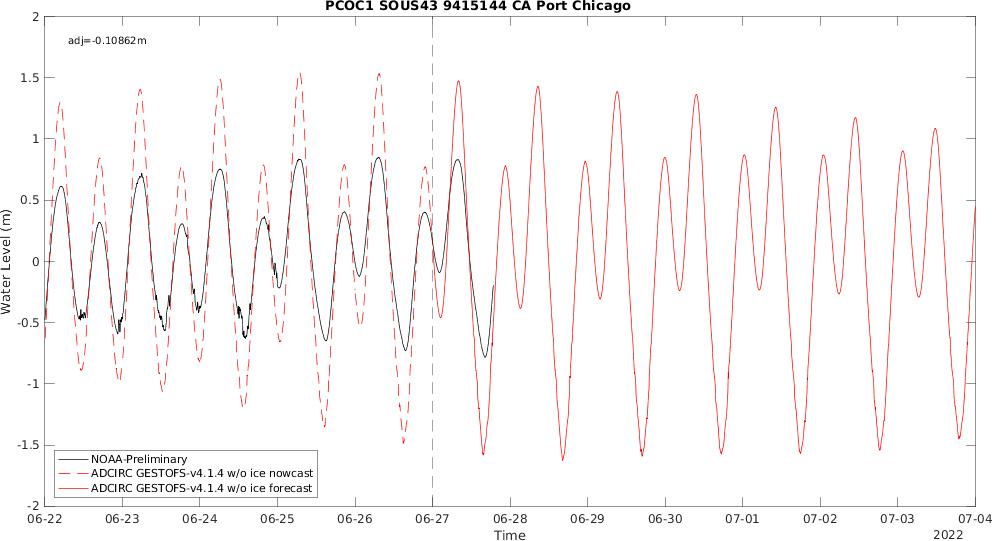 PCOC1 SOUS43 9415144 CA Port Chicago
adj=-0.10862m
2
1.5
1
0.5
0
-0.5
-1
-1.5
-2
Water Level (m)
NOAA-Preliminary
ADCIRC GESTOFS-v4.1.4 w/o ice nowcast
ADCIRC GESTOFS-v4.1.4 w/o ice forecast
06-22 06-23 06-24 06-25 06-26 06-27 06-28 06-29 06-30 07-01 07-02 07-03 07-04
Time
2022